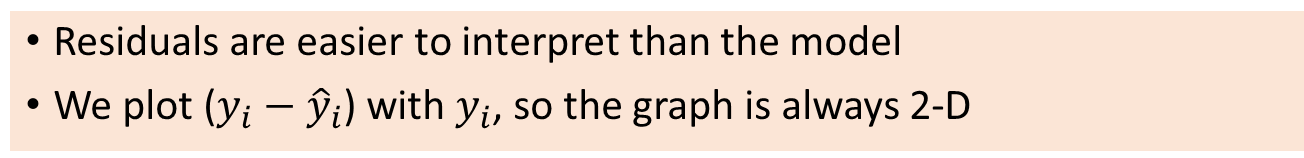 • Residuals are easier to interpret than the model
• We plot (yᵢ − ŷᵢ) with yᵢ, so the graph is always 2-D